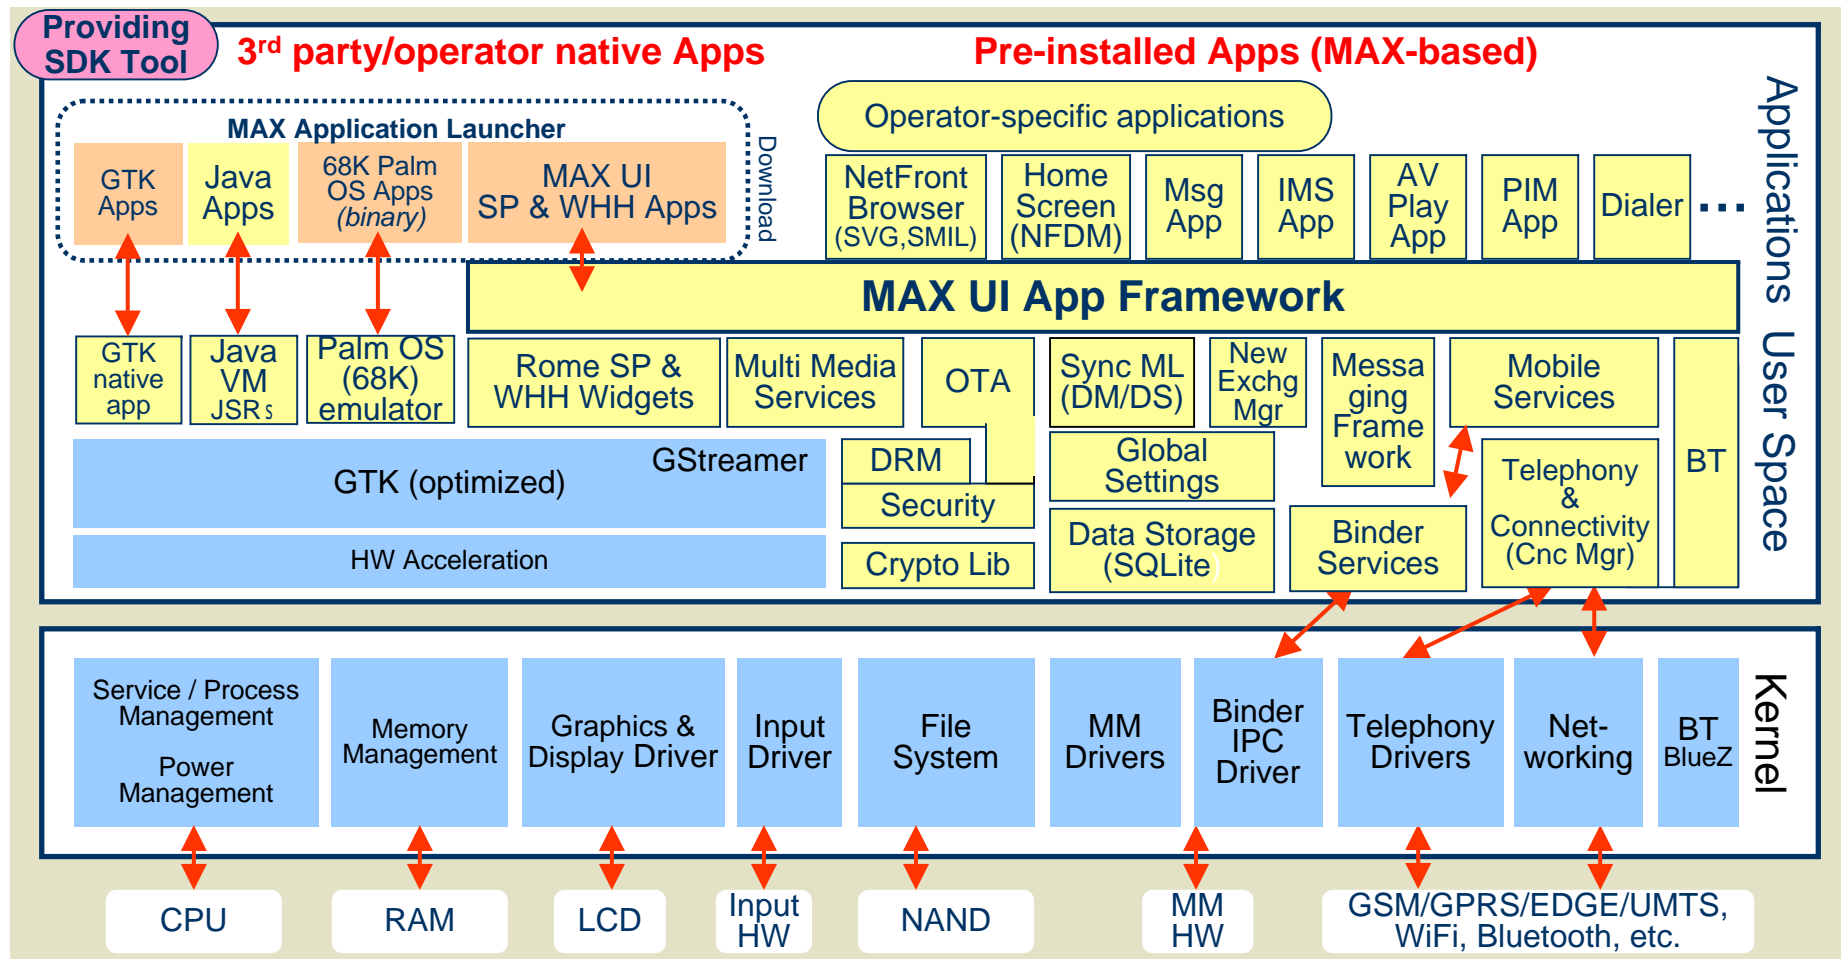 Providing
SDK Tool
3rd party/operator native Apps
Pre-installed Apps (MAX-based)
Applications
User Space
Operator-specific applications
MAX Application Launcher
Download
GTK
Apps
Java
Apps
68K Palm
OS Apps
(binary)
MAX UI
SP & WHH Apps
NetFront
Browser
(SVG,SMIL)
Home
Screen
(NFDM)
Msg
App
IMS
App
AV
Play
App
PIM
App
Dialer
...
MAX UI App Framework
GTK
native
app
Java
VM
JSRs
Palm OS
(68K)
emulator
Rome SP &
WHH Widgets
Multi Media
Services
OTA
Sync ML
(DM/DS)
New
Exchg
Mgr
Messa
ging
Frame
work
Mobile
Services
BT
GStreamer
GTK (optimized)
DRM
Security
Global
Settings
Telephony
&
Connectivity
(Cnc Mgr)
HW Acceleration
Crypto Lib
Data Storage
(SQLite)
Binder
Services
Kernel
Service / Process
Management
Power
Management
Memory
Management
Graphics &
Display Driver
Input
Driver
File
System
MM
Drivers
Binder
IPC
Driver
Telephony
Drivers
Net-
working
BT
BlueZ
CPU
RAM
LCD
Input
HW
NAND
MM
HW
GSM/GPRS/EDGE/UMTS,
WiFi, Bluetooth, etc.